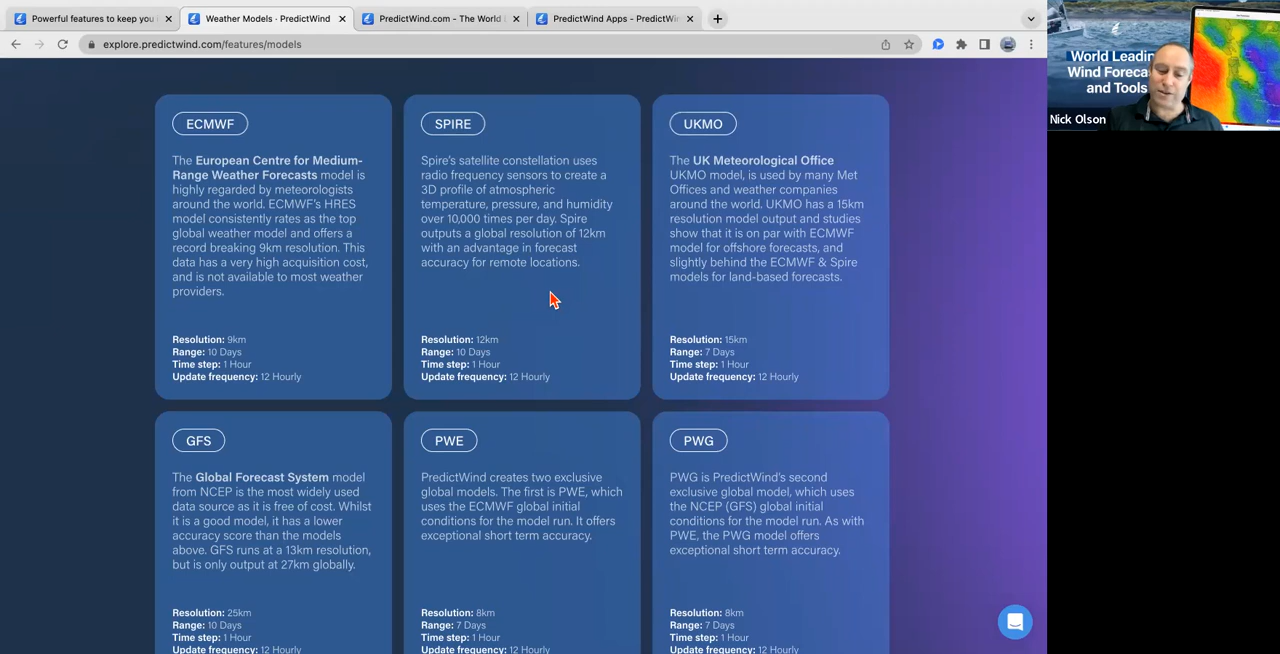 Powerful features to keep you
Weather Models · PredictWind
PredictWind.com - The World L
PredictWind Apps - PredictWi
explore.predictwind.com/features/models
World Leadin
Wind Foreca
and Tools
Nick Olson
ECMWF
The European Centre for Medium-
Range Weather Forecasts model is
highly regarded by meteorologists
around the world. ECMWF's HRES
model consistently rates as the top
global weather model and offers a
record breaking 9km resolution. This
data has a very high acquisition cost,
and is not available to most weather
providers.
Resolution: 9km
Range: 10 Days
Time step: 1 Hour
Update frequency: 12 Hourly
SPIRE
Spire's satellite constellation uses
radio frequency sensors to create a
3D profile of atmospheric
temperature, pressure, and humidity
over 10,000 times per day. Spire
outputs a global resolution of 12km
with an advantage in forecast
accuracy for remote locations.
Resolution: 12km
Range: 10 Days
Time step: 1 Hour
Update frequency: 12 Hourly
UKMO
The UK Meteorological Office
UKMO model, is used by many Met
Offices and weather companies
around the world. UKMO has a 15km
resolution model output and studies
show that it is on par with ECMWF
model for offshore forecasts, and
slightly behind the ECMWF & Spire
models for land-based forecasts.
Resolution: 15km
Range: 7 Days
Time step: 1 Hour
Update frequency: 12 Hourly
GFS
The Global Forecast System model
from NCEP is the most widely used
data source as it is free of cost. Whilst
it is a good model, it has a lower
accuracy score than the models
above. GFS runs at a 13km resolution,
but is only output at 27km globally.
Resolution: 25km
Range: 10 Days
Time step: 1 Hour
Update frequency: 12 Hourly
PWE
PredictWind creates two exclusive
global models. The first is PWE, which
uses the ECMWF global initial
conditions for the model run. It offers
exceptional short term accuracy.
Resolution: 8km
Range: 7 Days
Time step: 1 Hour
Update frequency: 12 Hourly
PWG
PWG is PredictWind's second
exclusive global model, which uses
the NCEP (GFS) global initial
conditions for the model run. As with
PWE, the PWG model offers
exceptional short term accuracy.
Resolution: 8km
Range: 7 Days
Time step: 1 Hour
Update frequency: 12 Hourly